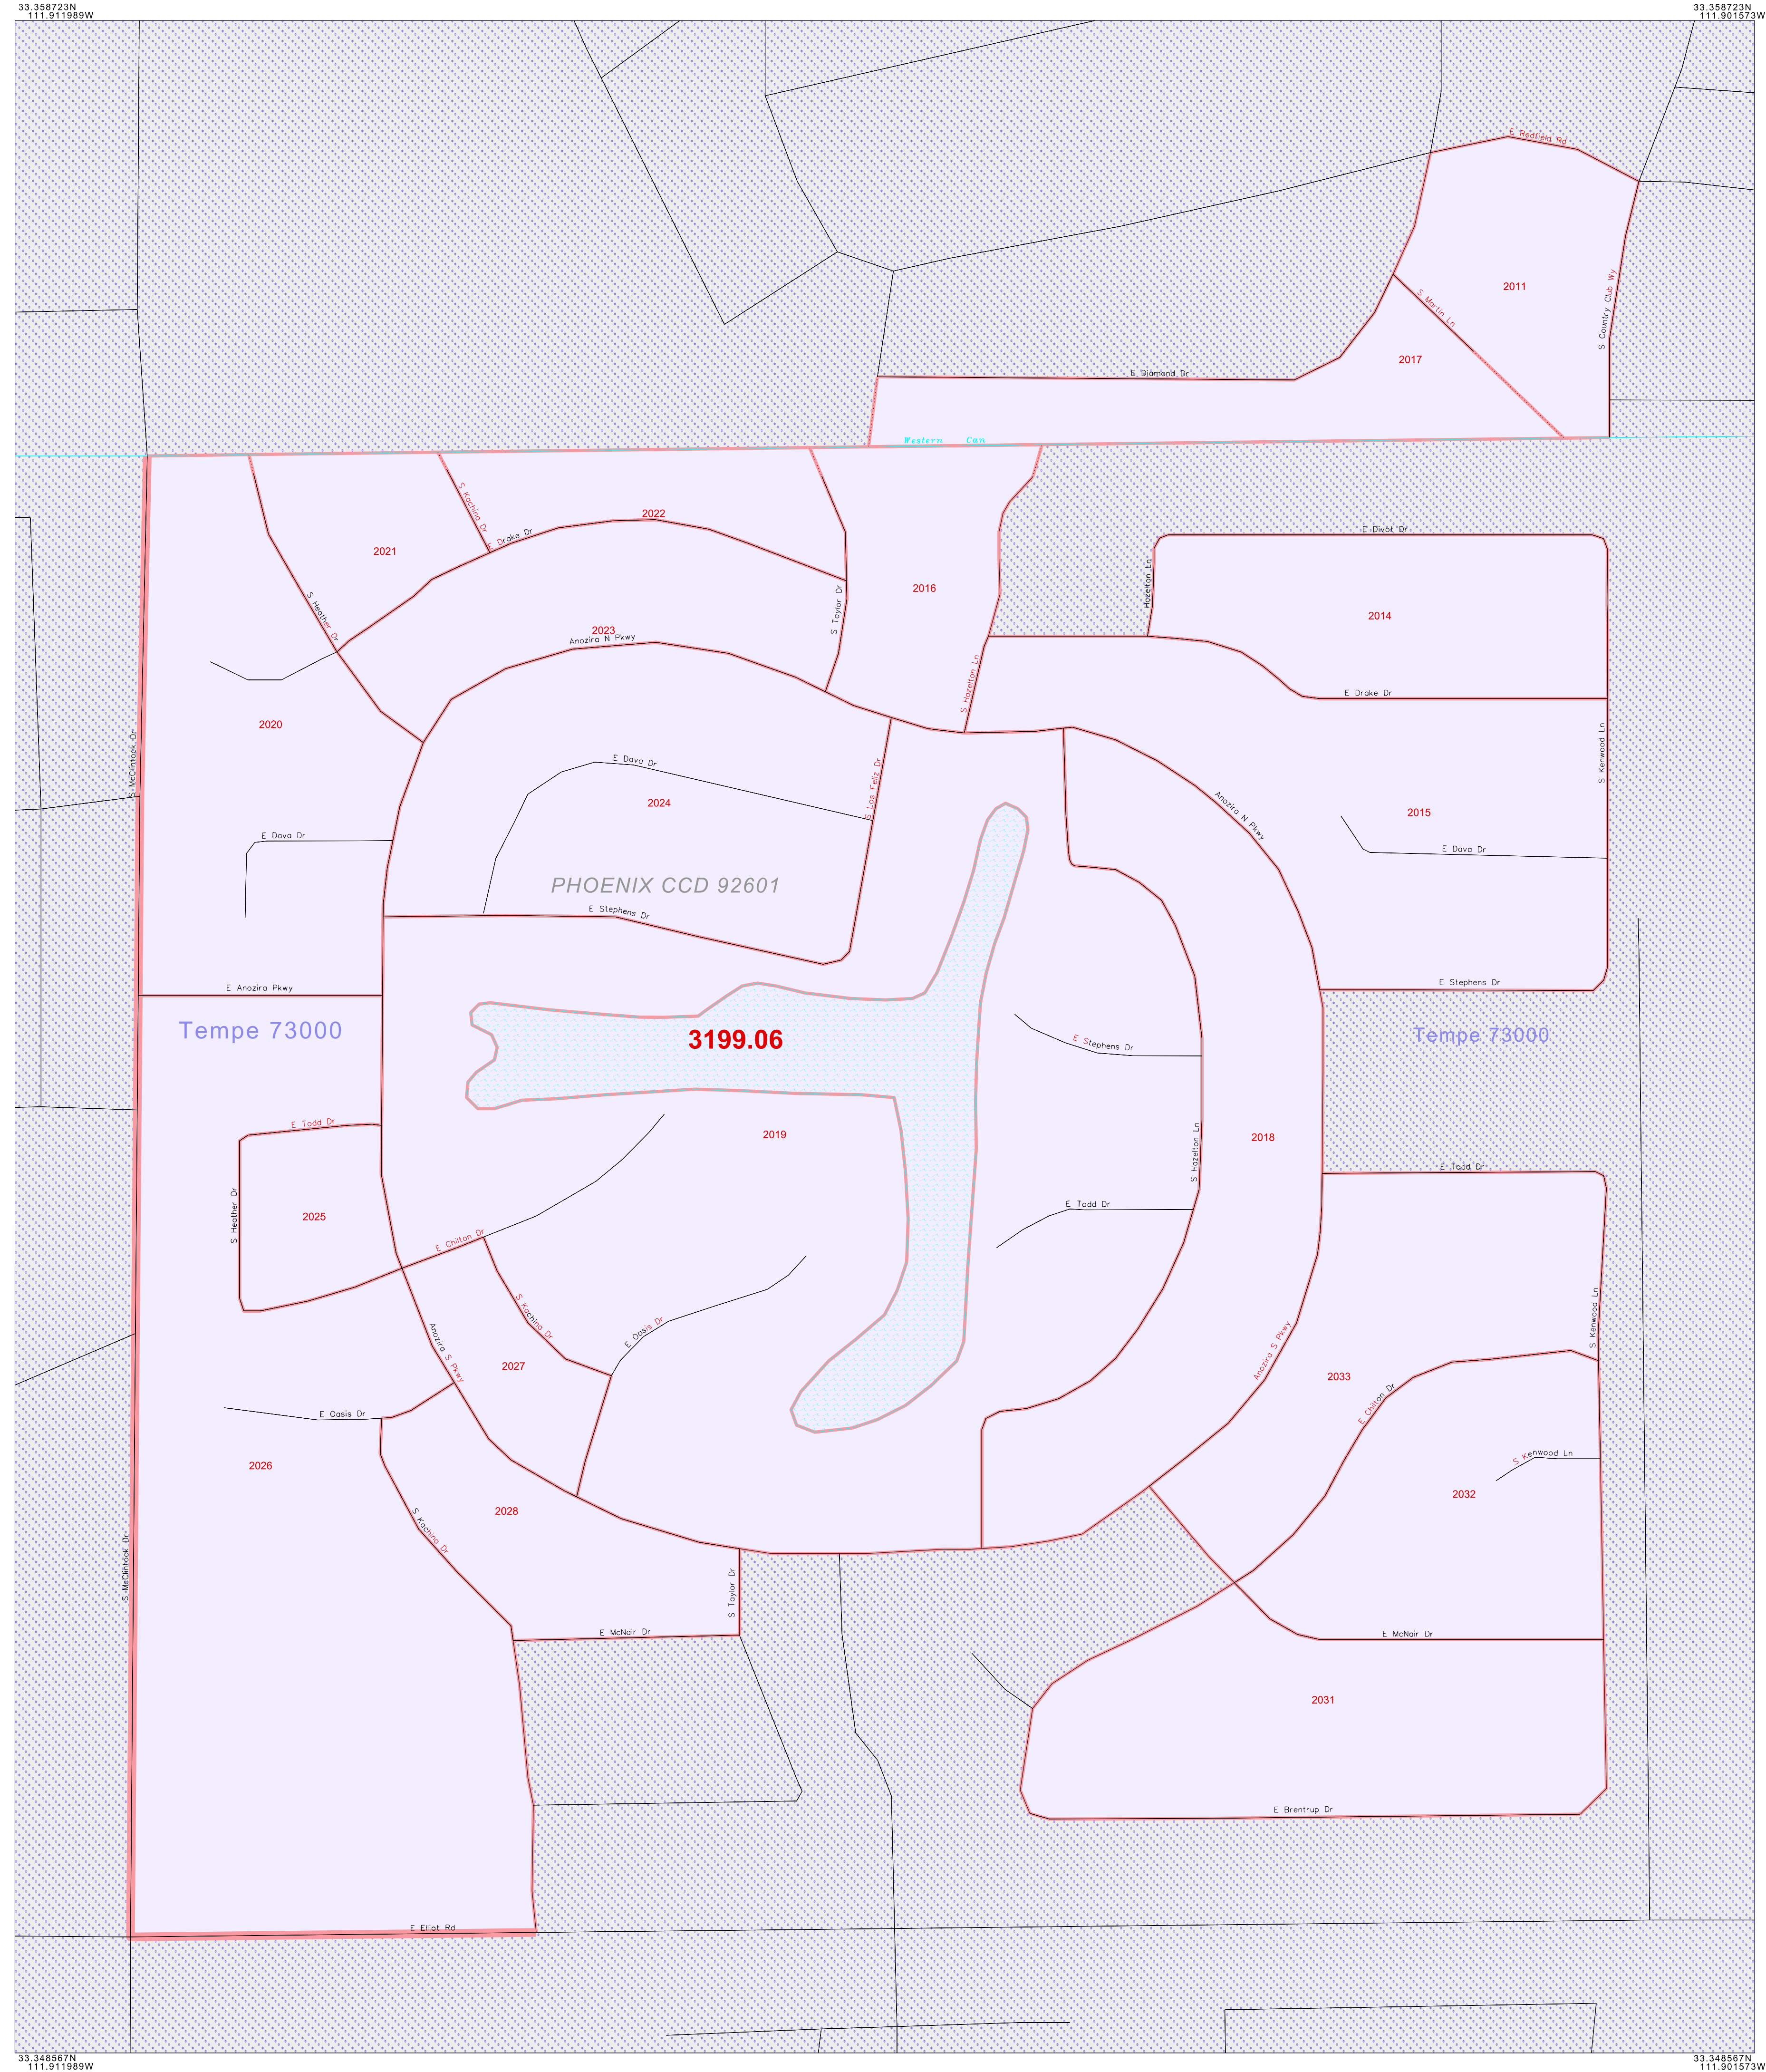 33.358723N
111.911989W
33.358723N
111.901573W
E Redfield Rd
S Country Club Wy
2011
S Martin Ln
2017
E Diamond Dr
Western Can
S Kachina Dr
2022
E Drake Dr
2021
E Divot Dr
Hazelton Ln
2016
2014
S Heather Dr
S Taylor Dr
2023
Anozira N Pkwy
S Hazelton Ln
E Drake Dr
2020
S McClintock Dr
S Kenwood Ln
E Dava Dr
S Los Feliz Dr
2024
Anozira N Pkwy
2015
E Dava Dr
E Dava Dr
PHOENIX CCD 92601
E Stephens Dr
E Stephens Dr
E Anozira Pkwy
Tempe 73000
3199.06
Tempe 73000
E Stephens Dr
E Todd Dr
2019
2018
S Hazelton Ln
E Todd Dr
S Heather Dr
2025
E Todd Dr
E Chilton Dr
S Kenwood Ln
S Kachina Dr
E Oasis Dr
Anozira S Pkwy
2027
Anozira S Pkwy
2033
E Chilton Dr
E Oasis Dr
S Kenwood Ln
2026
2032
2028
S Kachina Dr
S McClintock Dr
S Taylor Dr
E McNair Dr
E McNair Dr
2031
E Brentrup Dr
E Elliot Rd
33.348567N
111.911989W
33.348567N
111.901573W